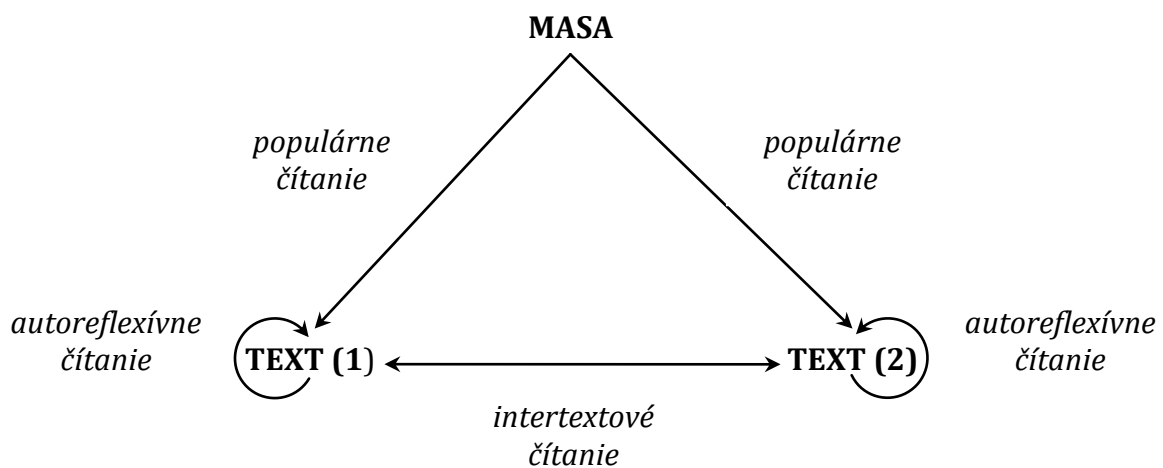 MASA
populárne
čítanie
populárne
čítanie
autoreflexívne
čítanie
TEXT (1)
TEXT (2)
autoreflexívne
čítanie
intertextové
čítanie